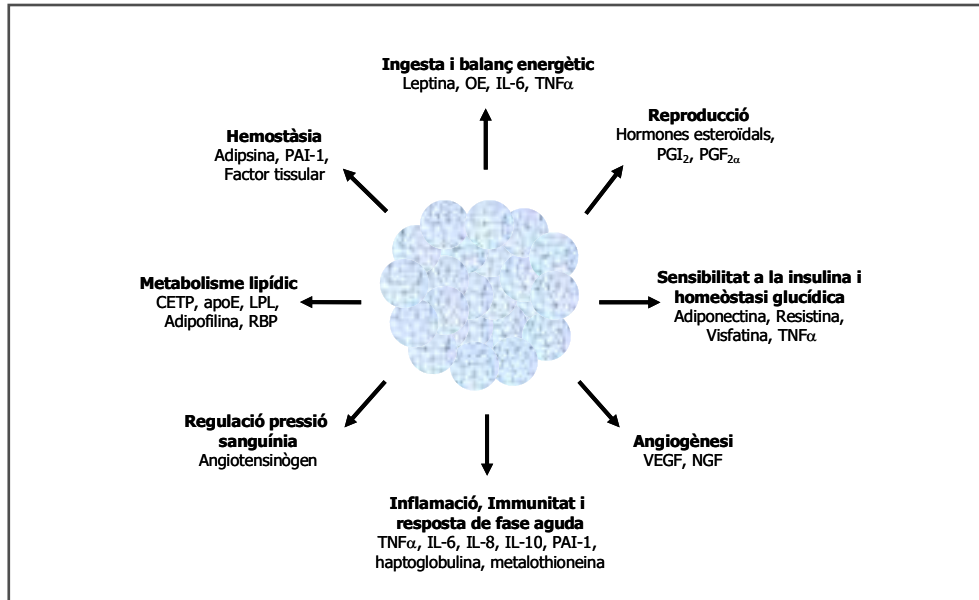 Ingesta i balanç energètic
Leptina, OE, IL-6, TNFα
Reproducció
Hormones esteroïdals,
PGI₂, PGF₂α
Hemostàsia
Adipsina, PAI-1,
Factor tissular
Metabolisme lipídic
CETP, apoE, LPL,
Adipofilina, RBP
Sensibilitat a la insulina i
homeòstasi glucídica
Adiponectina, Resistina,
Visfatina, TNFα
Regulació pressió
sanguínia
Angiotensinògen
Angiogènesi
VEGF, NGF
Inflamació, Immunitat i
resposta de fase aguda
TNFα, IL-6, IL-8, IL-10, PAI-1,
haptoglobulina, metalothioneina